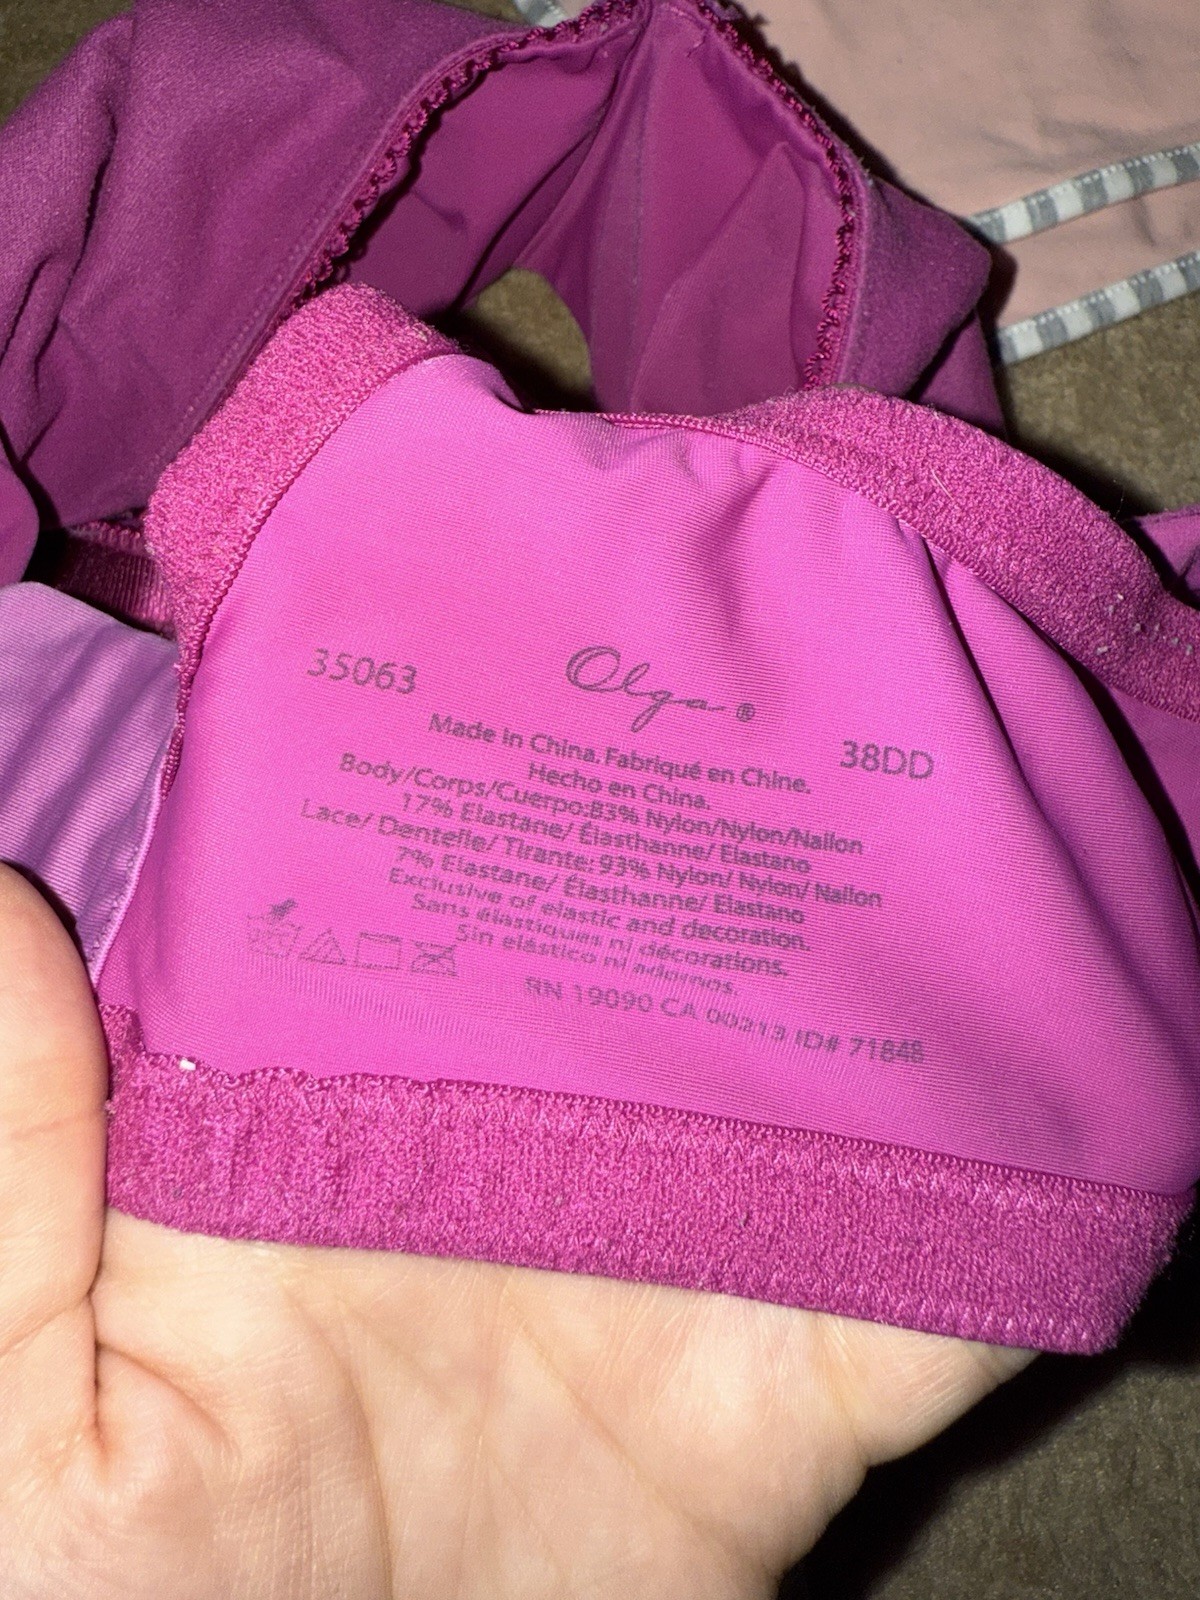 35063
Olga®
38DD
Made in China. Fabriqué en Chine.
Hecho en China.
Body/Corps/Cuerpo:83% Nylon/Nylon/Nailon
17% Elastane/ Élasthanne/ Elastano
Lace/ Dentelle/ Tirante: 93% Nylon/ Nylon/ Nailon
7% Elastane/ Élasthanne/ Elastano
Exclusive of elastic and decoration.
Sans élastiques ni décorations.
Sin elástico ni adornos.
RN 19090 CA 00213 ID# 71848